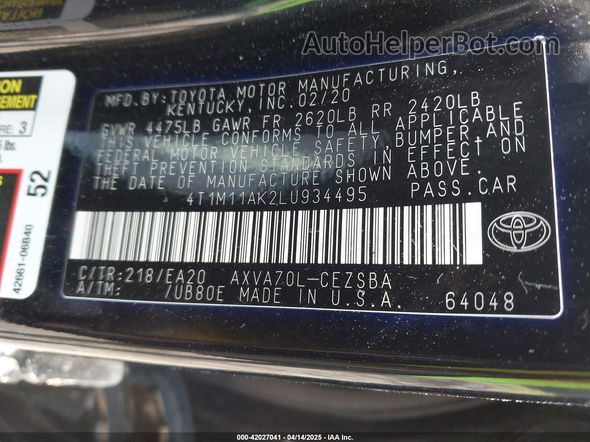 AutoHelperBot.com
MFD.BY:TOYOTA MOTOR MANUFACTURING,
KENTUCKY,INC.02/20
GVWR 4475LB GAWR FR 2620LB RR 2420LB
THIS VEHICLE CONFORMS TO ALL APPLICABLE
FEDERAL MOTOR VEHICLE SAFETY,BUMPER,AND
THEFT PREVENTION STANDARDS IN EFFECT ON
THE DATE OF MANUFACTURE SHOWN ABOVE.
4T1M11AK2LU934495 PASS.CAR
C/TR:218/EA20 AXVA70L-CEZSBA
A/TM: 7UB80E MADE IN U.S.A. 64048
52
42661-06B40
000-42027041 - 04/14/2025 - IAA Inc.